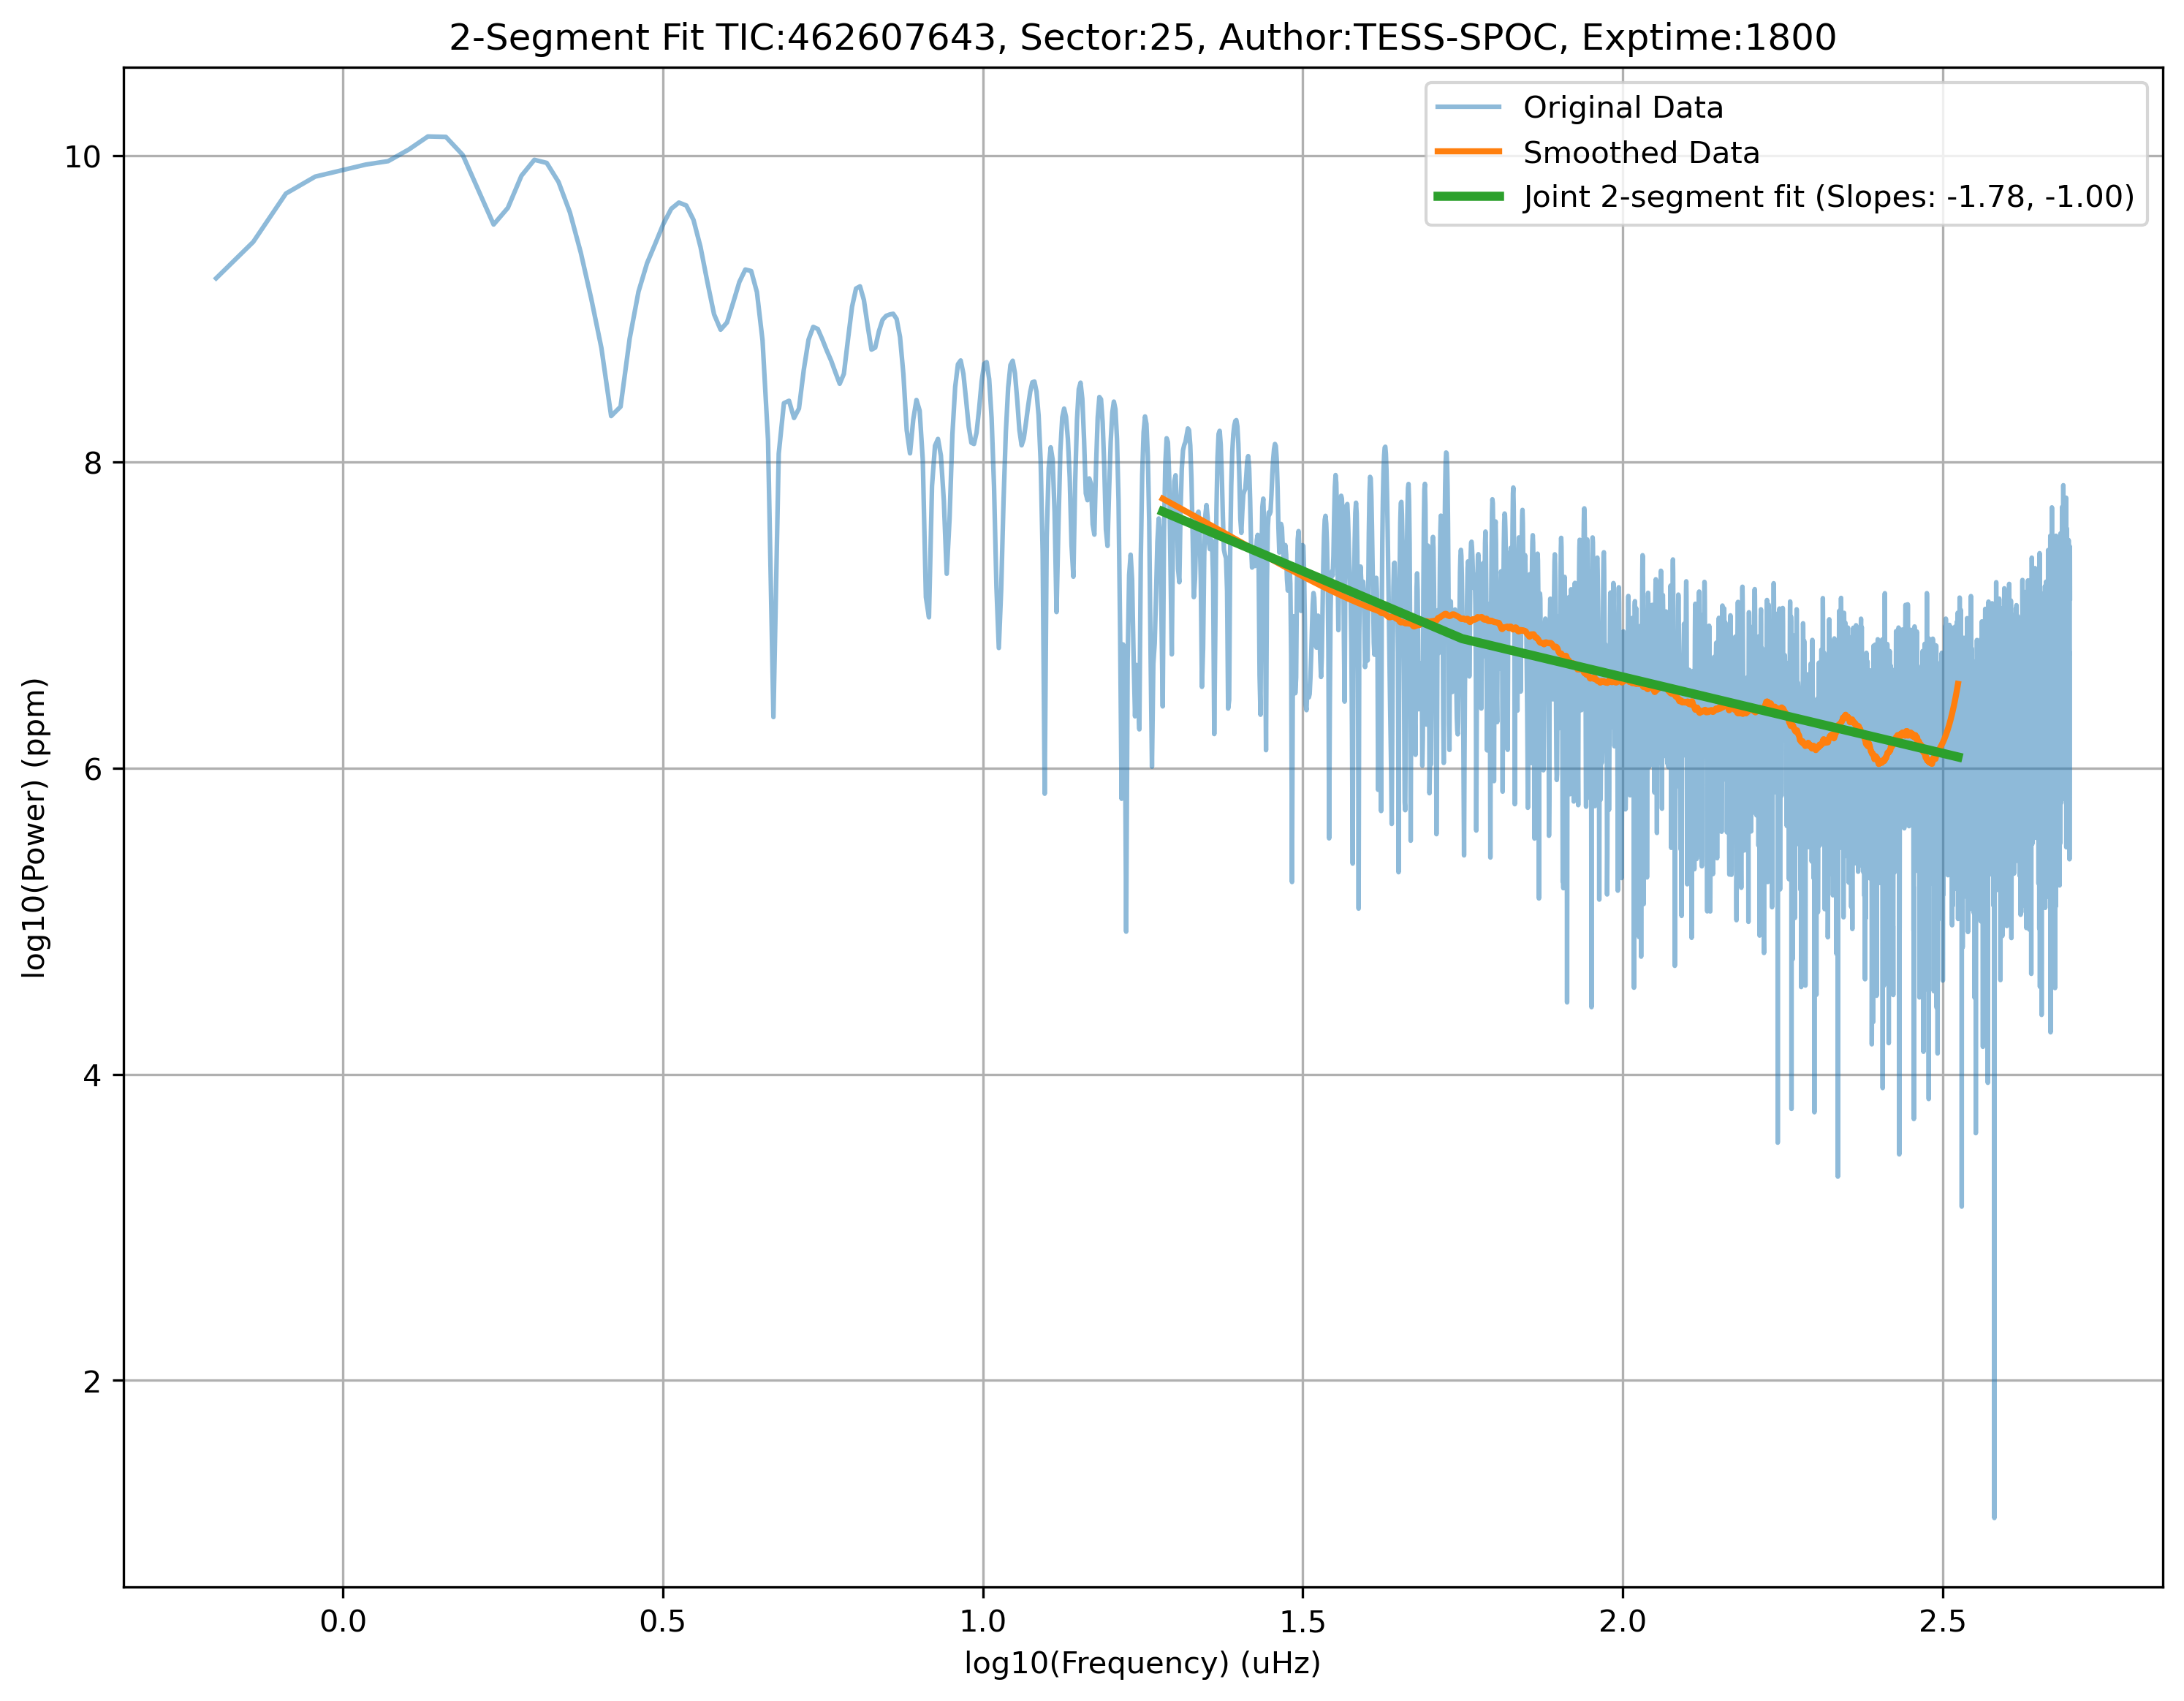 2-Segment Fit TIC:462607643, Sector:25, Author:TESS-SPOC, Exptime:1800
Original Data
Smoothed Data
Joint 2-segment fit (Slopes: -1.78, -1.00)
log10(Power) (ppm)
10
8
6
4
2
0.0 0.5 1.0 1.5 2.0 2.5
log10(Frequency) (uHz)